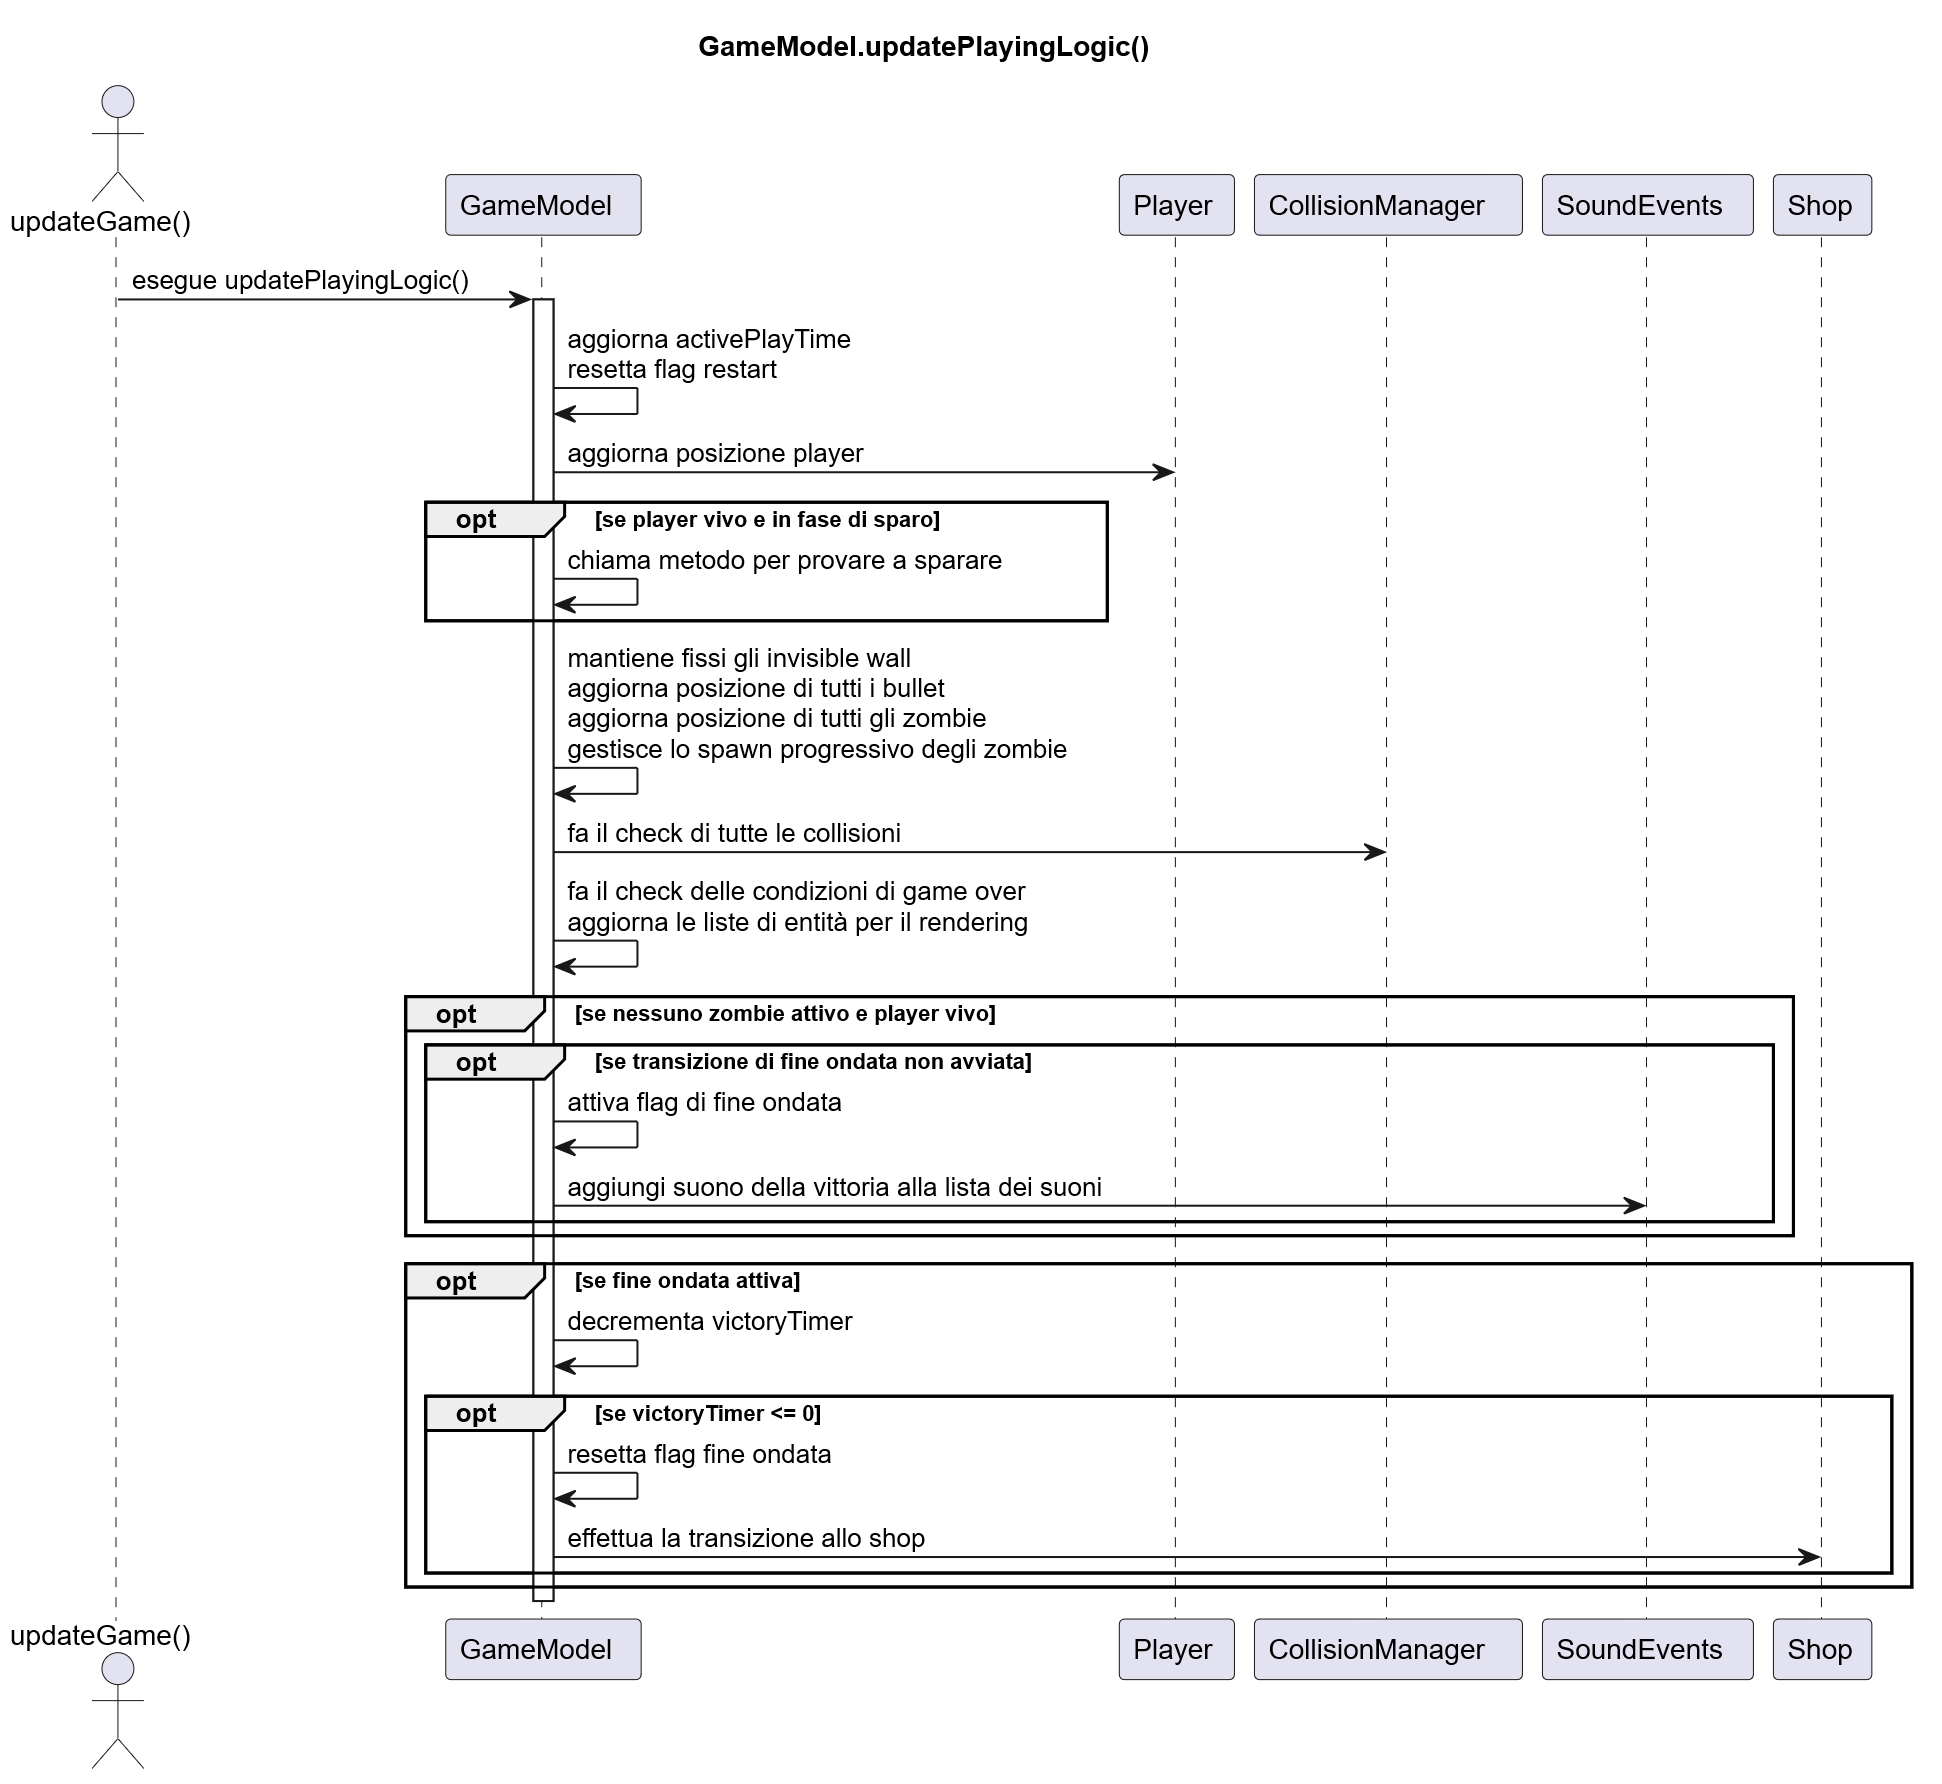 GameModel.updatePlayingLogic()
updateGame()
GameModel
Player
CollisionManager
SoundEvents
Shop
esegue updatePlayingLogic()
aggiorna activePlayTime
resetta flag restart
aggiorna posizione player
opt
[se player vivo e in fase di sparo]
chiama metodo per provare a sparare
mantiene fissi gli invisible wall
aggiorna posizione di tutti i bullet
aggiorna posizione di tutti gli zombie
gestisce lo spawn progressivo degli zombie
fa il check di tutte le collisioni
fa il check delle condizioni di game over
aggiorna le liste di entità per il rendering
opt
[se nessuno zombie attivo e player vivo]
opt
[se transizione di fine ondata non avviata]
attiva flag di fine ondata
aggiungi suono della vittoria alla lista dei suoni
opt
[se fine ondata attiva]
decrementa victoryTimer
opt
[se victoryTimer <= 0]
resetta flag fine ondata
effettua la transizione allo shop
updateGame()
GameModel
Player
CollisionManager
SoundEvents
Shop